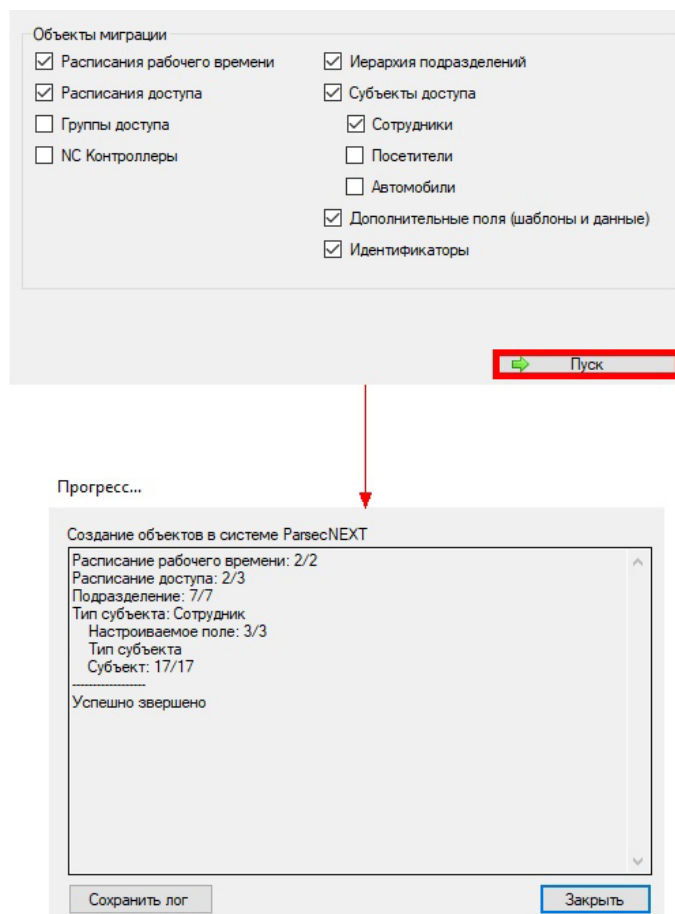 Объекты миграции
Расписания рабочего времени
Расписания доступа
Группы доступа
NC Контроллеры
Иерархия подразделений
Субъекты доступа
Сотрудники
Посетители
Автомобили
Дополнительные поля (шаблоны и данные)
Идентификаторы
Пуск
Прогресс...
Создание объектов в системе ParsecNEXT
Расписание рабочего времени: 2/2
Расписание доступа: 2/3
Подразделение: 7/7
Тип субъекта: Сотрудник
Настроиваемое поле: 3/3
Тип субъекта
Субъект: 17/17
-------------------
Успешно звершено
Сохранить лог
Закрыть